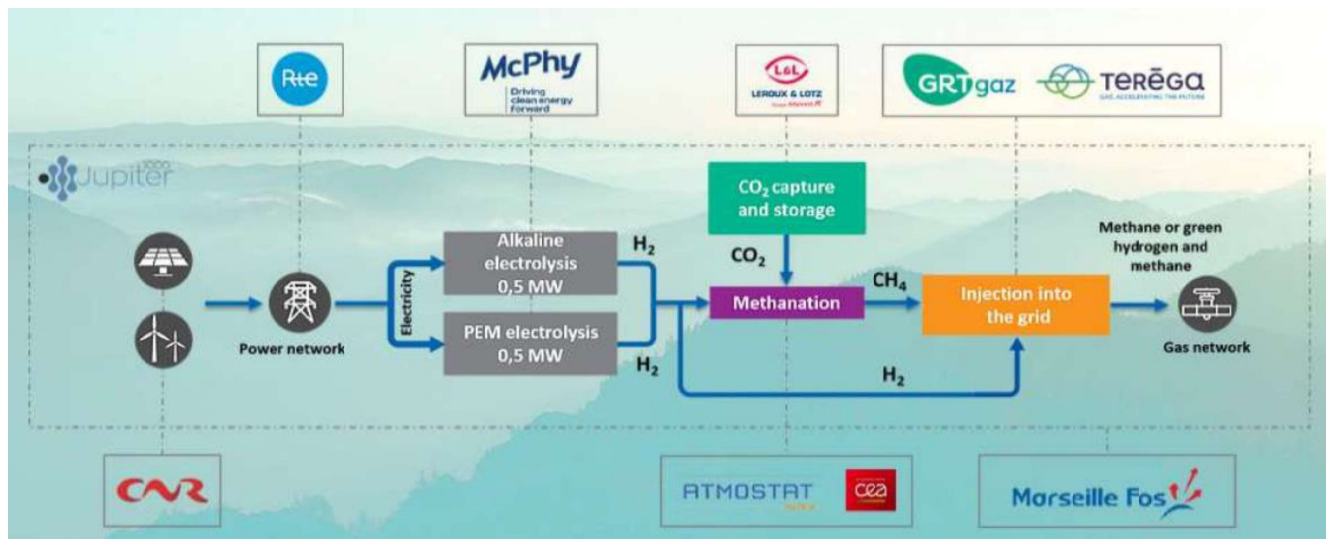 Rte
McPhy
Driving
clean energy
forward
L&L
LEROUX & LOTZ
GRTgaz
TERĒGA
GAS, ACCELERATING THE FUTURE
Jupiter
1000
CO₂ capture
and storage
Methane or green
hydrogen and
methane
Alkaline
electrolysis
0,5 MW
H₂
CO₂
Electricity
Methanation
CH₄
Injection into
the grid
Power network
PEM electrolysis
0,5 MW
H₂
H₂
Gas network
CNR
ATMOSTAT
cea
Marseille Fos